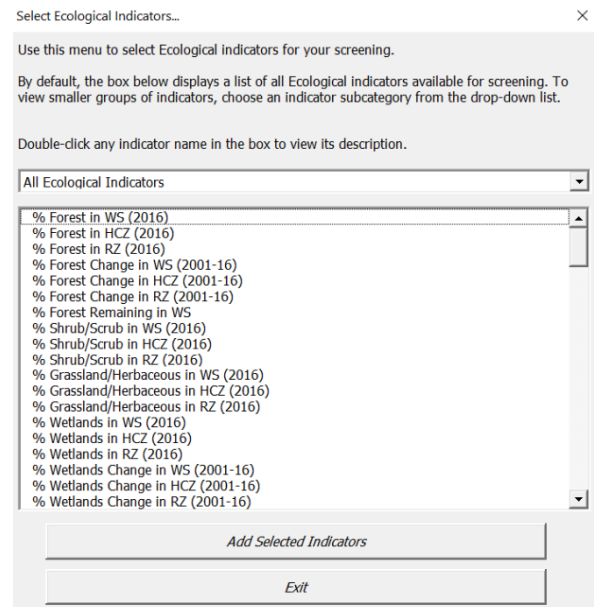 Select Ecological Indicators...
Use this menu to select Ecological indicators for your screening.
By default, the box below displays a list of all Ecological indicators available for screening. To
view smaller groups of indicators, choose an indicator subcategory from the drop-down list.
Double-click any indicator name in the box to view its description.
All Ecological Indicators
% Forest in WS (2016)
% Forest in HCZ (2016)
% Forest in RZ (2016)
% Forest Change in WS (2001-16)
% Forest Change in HCZ (2001-16)
% Forest Change in RZ (2001-16)
% Forest Remaining in WS
% Shrub/Scrub in WS (2016)
% Shrub/Scrub in HCZ (2016)
% Shrub/Scrub in RZ (2016)
% Grassland/Herbaceous in WS (2016)
% Grassland/Herbaceous in HCZ (2016)
% Grassland/Herbaceous in RZ (2016)
% Wetlands in WS (2016)
% Wetlands in HCZ (2016)
% Wetlands in RZ (2016)
% Wetlands Change in WS (2001-16)
% Wetlands Change in HCZ (2001-16)
% Wetlands Change in RZ (2001-16)
Add Selected Indicators
Exit